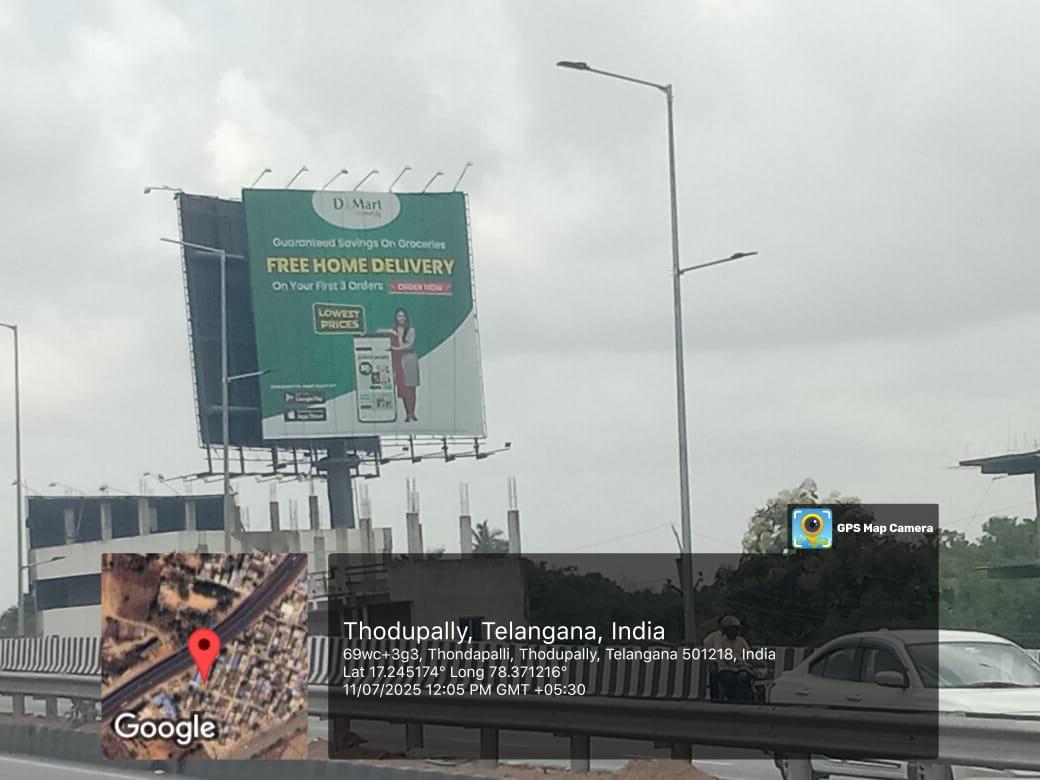 D Mart
Guaranteed Savings On Groceries
FREE HOME DELIVERY
On Your First 3 Orders ORDER NOW
LOWEST
PRICES
Google Play
App Store
GPS Map Camera
Thodupally, Telangana, India
69wc+3g3, Thondapalli, Thodupally, Telangana 501218, India
Lat 17.245174° Long 78.371216°
11/07/2025 12:05 PM GMT +05:30
Google